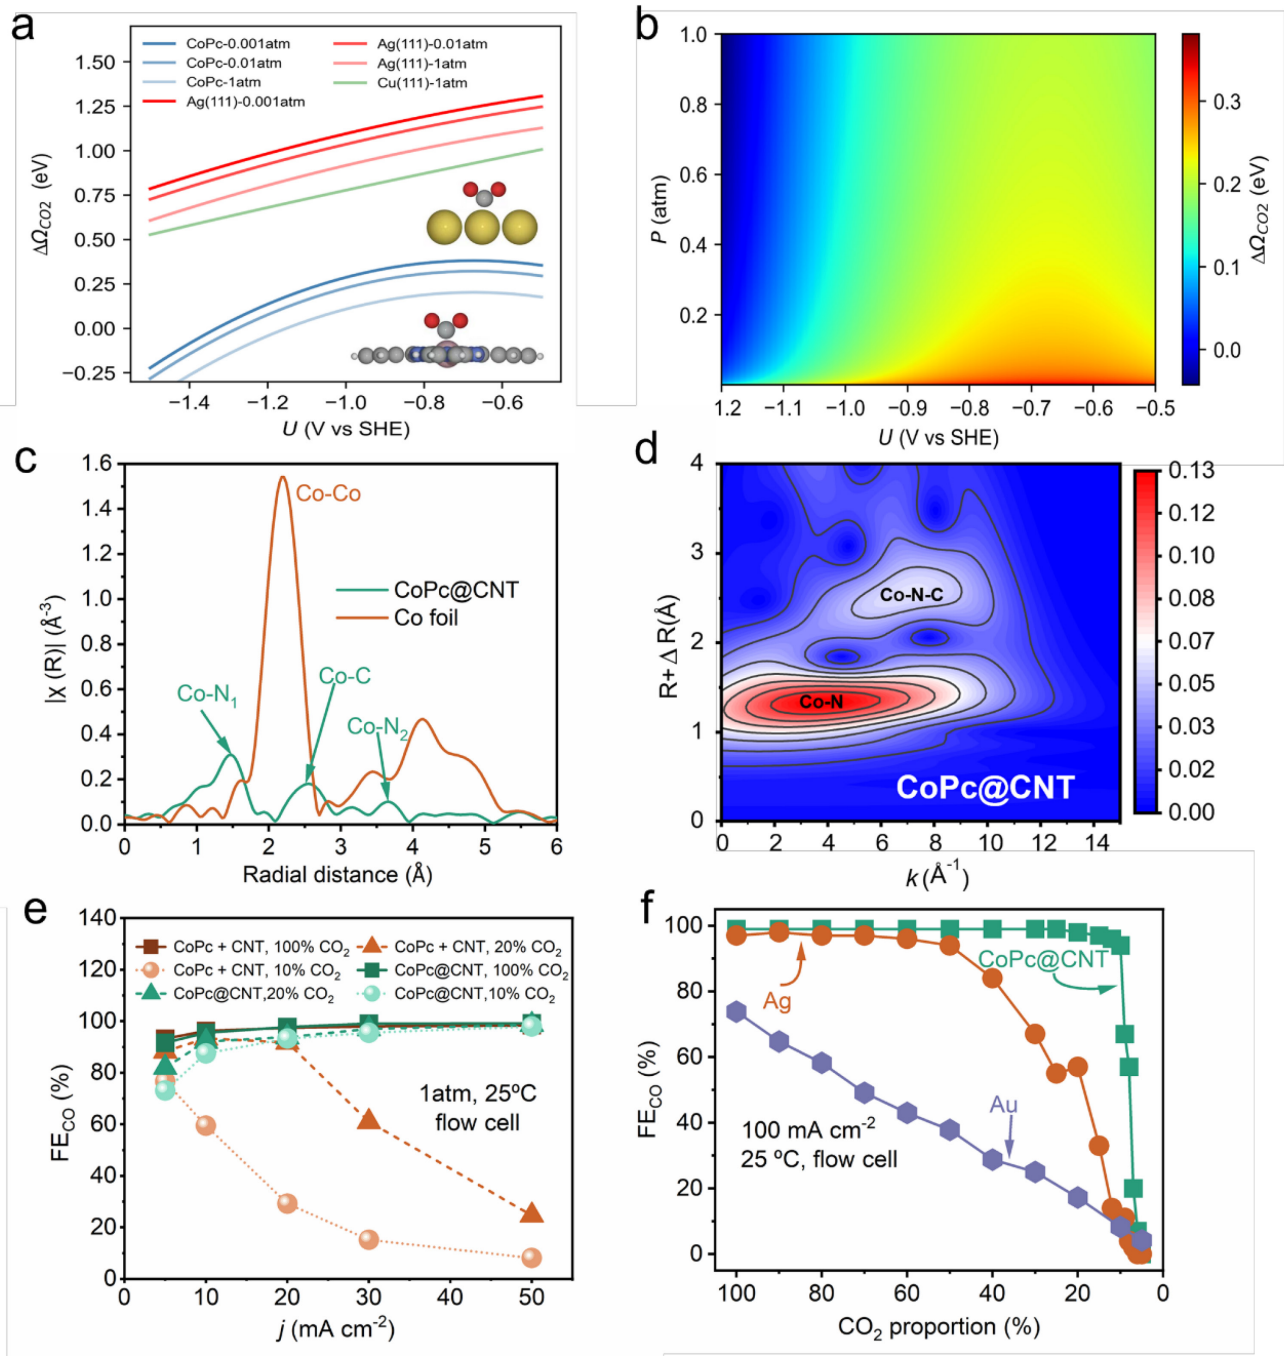 a
CoPc-0.001atm
CoPc-0.01atm
CoPc-1atm
Ag(111)-0.001atm
Ag(111)-0.01atm
Ag(111)-1atm
Cu(111)-1atm
1.50
1.25
1.00
0.75
0.50
0.25
0.00
−0.25
ΔΩCO2 (eV)
−1.4 −1.2 −1.0 −0.8 −0.6
U (V vs SHE)
b
1.0
0.8
0.6
0.4
0.2
P (atm)
1.2 −1.1 −1.0 −0.9 −0.8 −0.7 −0.6 −0.5
U (V vs SHE)
0.3
0.2
0.1
0.0
ΔΩCO2 (eV)
c
1.6
1.4
1.2
1.0
0.8
0.6
0.4
0.2
0.0
|χ (R)| (Å-3)
Co-Co
CoPc@CNT
Co foil
Co-N1
Co-C
Co-N2
0 1 2 3 4 5 6
Radial distance (Å)
d
4
3
2
1
0
R+ Δ R(Å)
Co-N-C
Co-N
CoPc@CNT
0 2 4 6 8 10 12 14
k (Å-1)
0.13
0.12
0.10
0.08
0.07
0.05
0.03
0.02
0.00
e
140
120
100
80
60
40
20
0
FECO (%)
CoPc + CNT, 100% CO2
CoPc + CNT, 10% CO2
CoPc@CNT,20% CO2
CoPc + CNT, 20% CO2
CoPc@CNT, 100% CO2
CoPc@CNT,10% CO2
1atm, 25ºC
flow cell
0 10 20 30 40 50
j (mA cm-2)
f
100
80
60
40
20
0
FECO (%)
CoPc@CNT
Ag
Au
100 mA cm-2
25 ºC, flow cell
100 80 60 40 20 0
CO2 proportion (%)